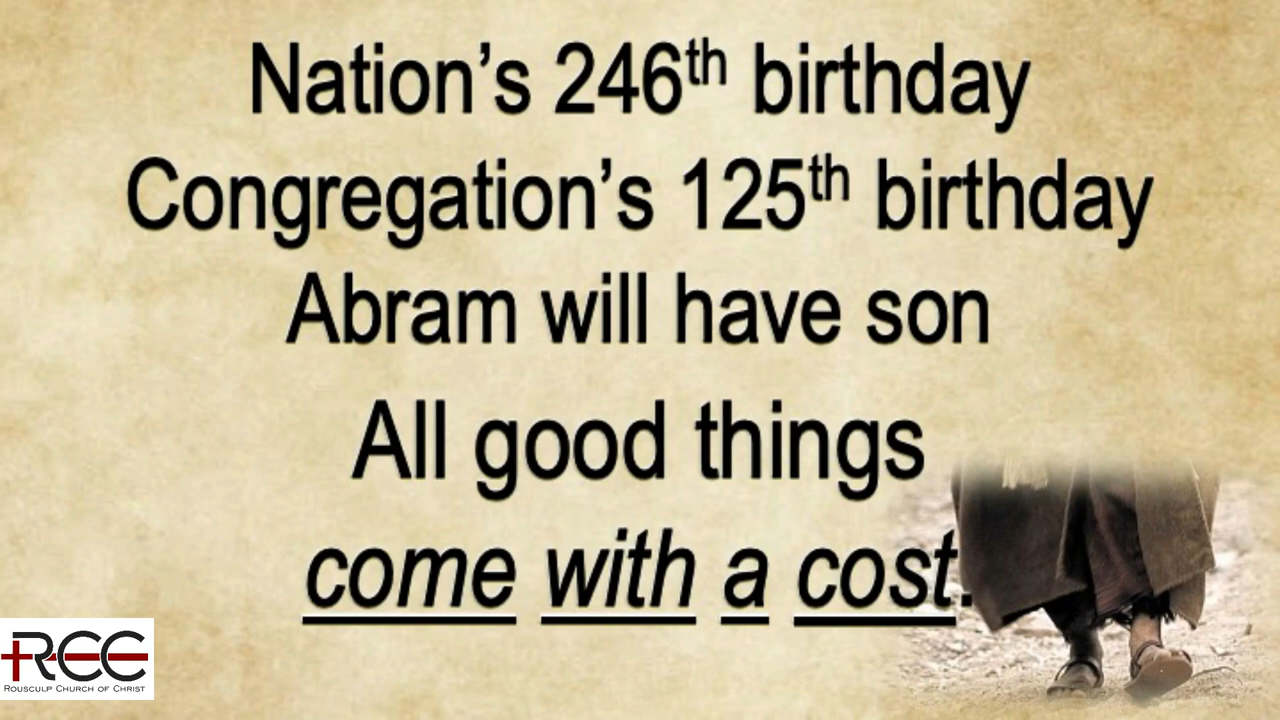 Nation’s 246th birthday
Congregation’s 125th birthday
Abram will have son
All good things
come with a cost.
RCC
Rousculp Church of Christ